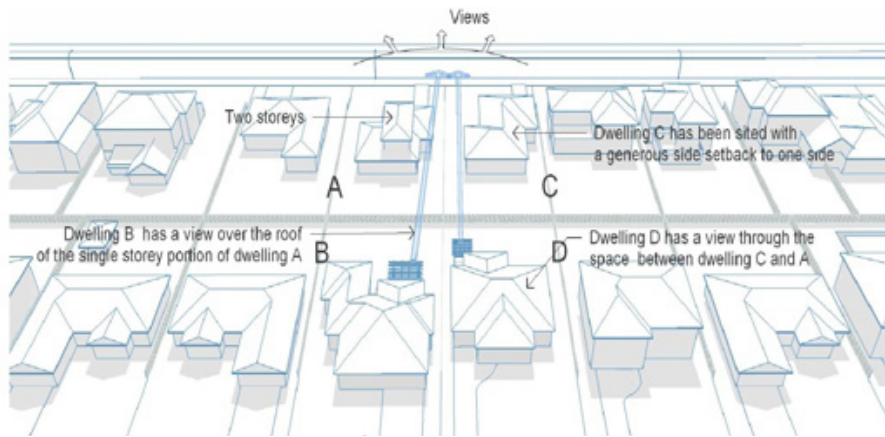 Views
Two storeys
Dwelling C has been sited with
a generous side setback to one side
A
C
Dwelling B has a view over the roof
of the single storey portion of dwelling A
B
D
Dwelling D has a view through the
space between dwelling C and A